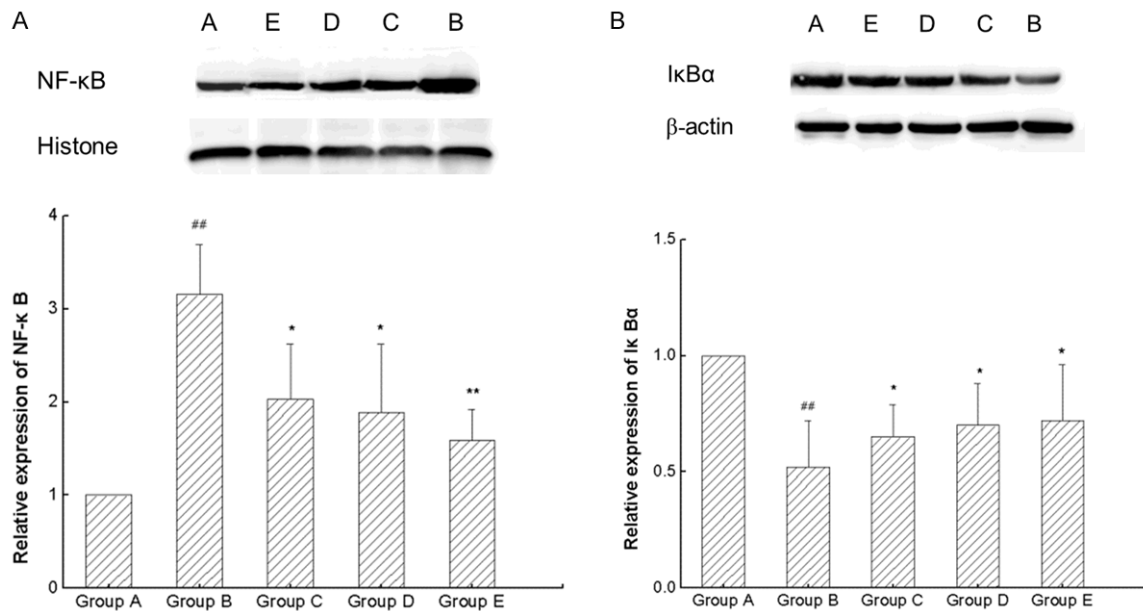 A
A E D C B
NF-κB
Histone
Relative expression of NF-κ B
4
3
2
1
0
##
*
*
**
Group A Group B Group C Group D Group E
B
A E D C B
IκBα
β-actin
Relative expression of Iκ Bα
1.5
1.0
0.5
0.0
##
*
*
*
Group A Group B Group C Group D Group E